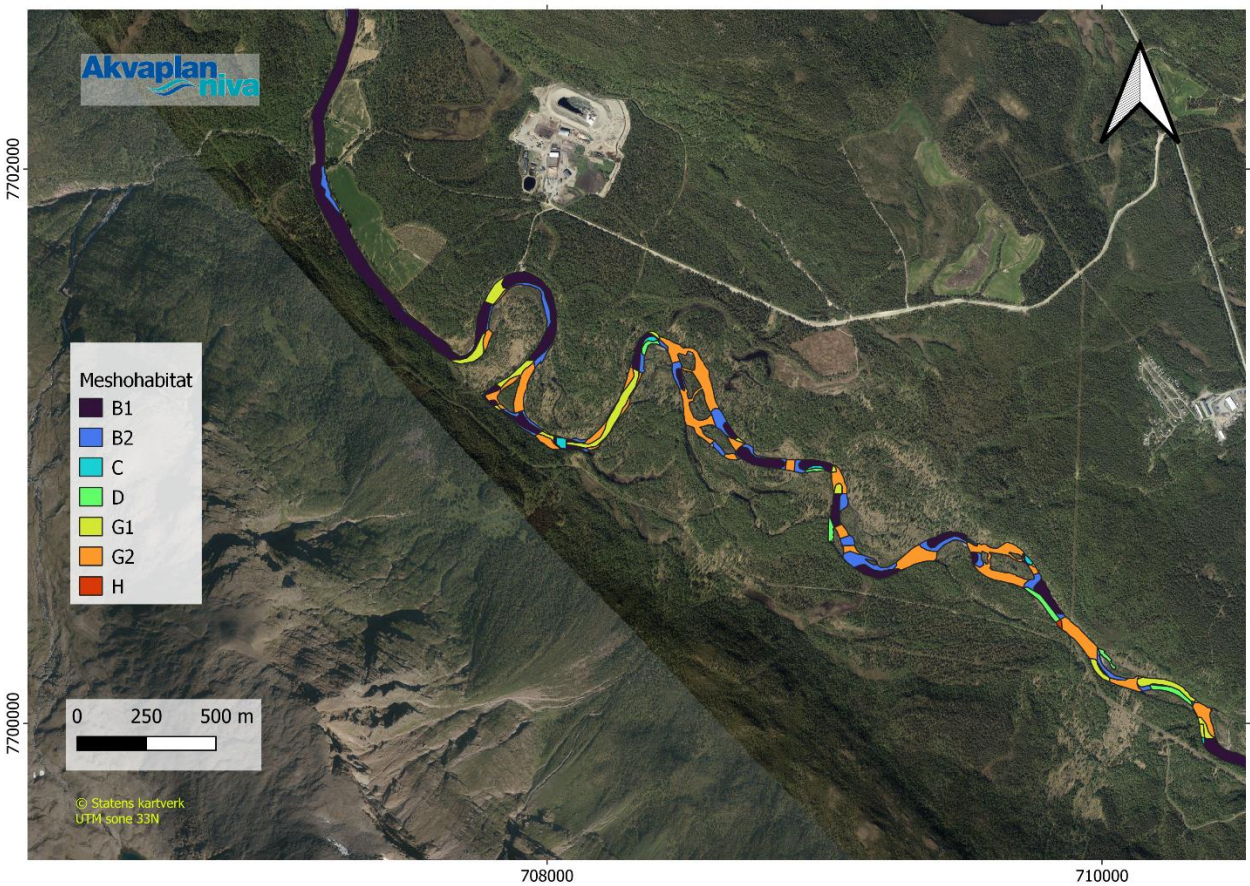 Akvaplan
niva
7702000
Meshohabitat
B1
B2
C
D
G1
G2
H
7700000
0 250 500 m
© Statens kartverk
UTM sone 33N
708000 710000